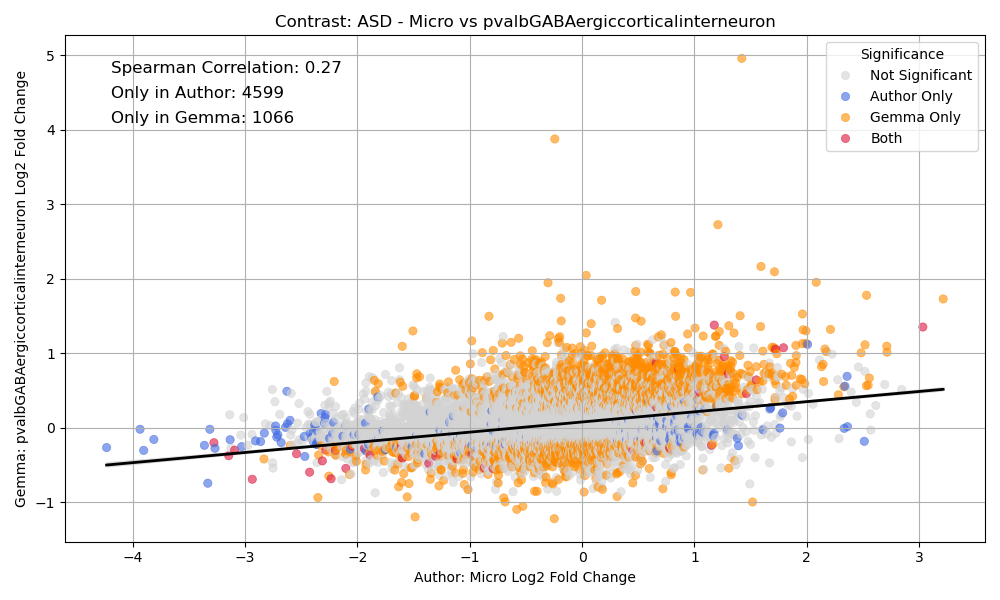 Contrast: ASD - Micro vs pvalbGABAergiccorticalinterneuron
Spearman Correlation: 0.27
Only in Author: 4599
Only in Gemma: 1066
Significance
Not Significant
Author Only
Gemma Only
Both
Gemma: pvalbGABAergiccorticalinterneuron Log2 Fold Change
5
4
3
2
1
0
−1
−4 −3 −2 −1 0 1 2 3
Author: Micro Log2 Fold Change